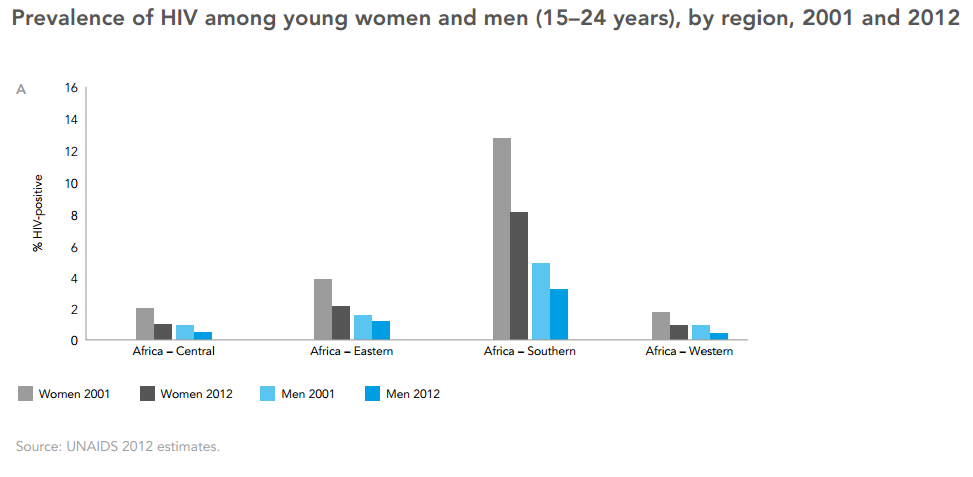 Prevalence of HIV among young women and men (15–24 years), by region, 2001 and 2012
A
16
14
12
10
8
6
4
2
0
% HIV-positive
Africa – Central
Africa – Eastern
Africa – Southern
Africa – Western
Women 2001
Women 2012
Men 2001
Men 2012
Source: UNAIDS 2012 estimates.